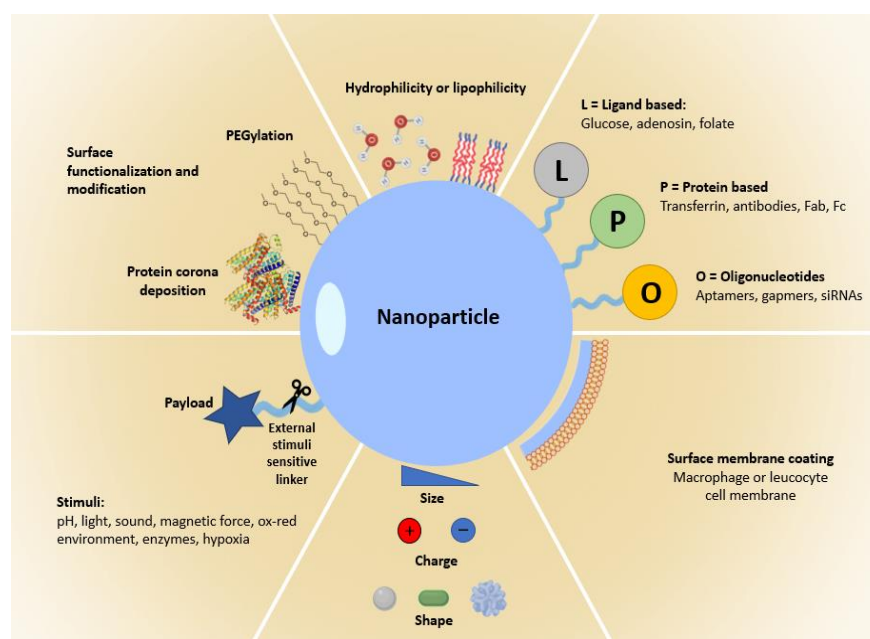 Hydrophilicity or lipophilicity
L = Ligand based:
Glucose, adenosin, folate
PEGylation
Surface
functionalization and
modification
L
P = Protein based
Transferrin, antibodies, Fab, Fc
P
Protein corona
deposition
O = Oligonucleotides
Aptamers, gapmers, siRNAs
O
Nanoparticle
Payload
External
stimuli
sensitive
linker
Surface membrane coating
Macrophage or leucocyte
cell membrane
Size
Stimuli:
pH, light, sound, magnetic force, ox-red
environment, enzymes, hypoxia
+ −
Charge
Shape